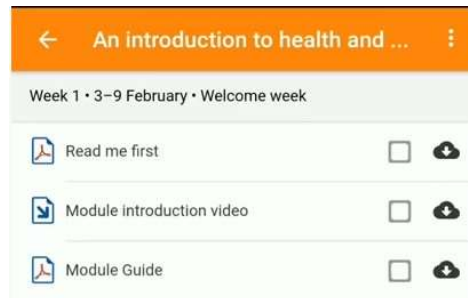 An introduction to health and ...
Week 1 • 3–9 February • Welcome week
Read me first
Module introduction video
Module Guide